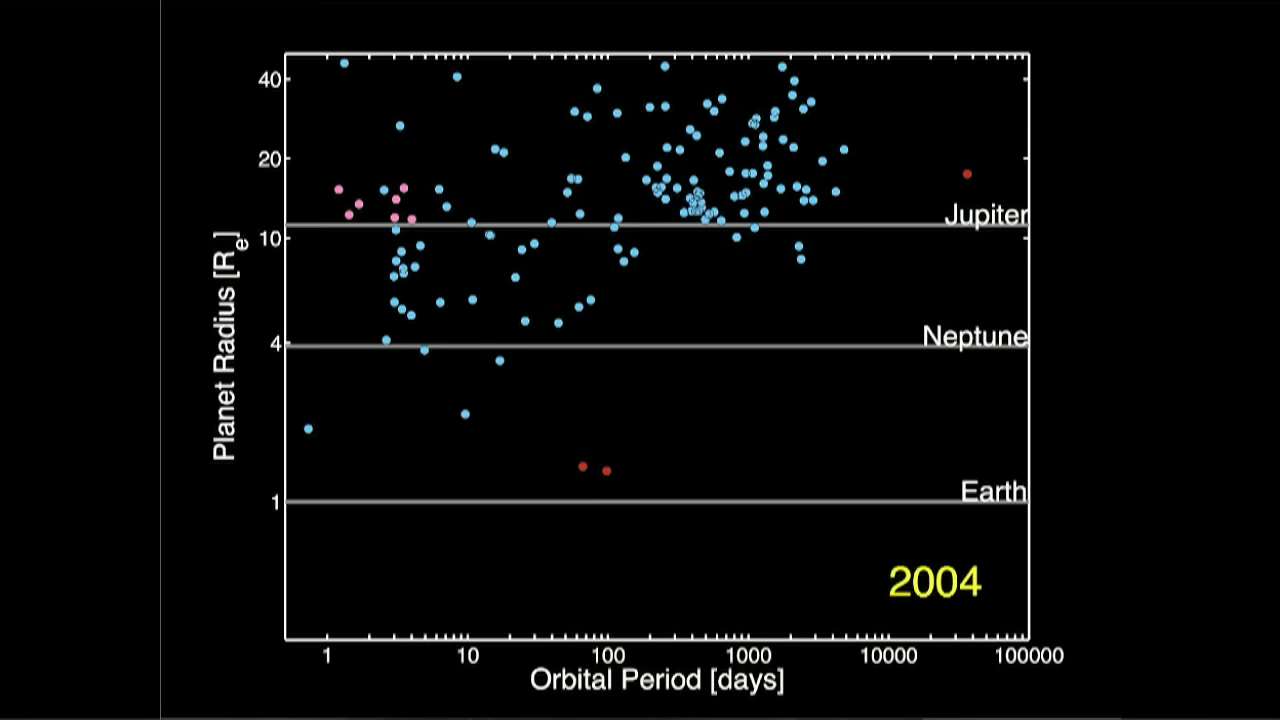 40
20
10
4
1
Planet Radius [Re]
Jupiter
Neptune
Earth
2004
1 10 100 1000 10000 100000
Orbital Period [days]